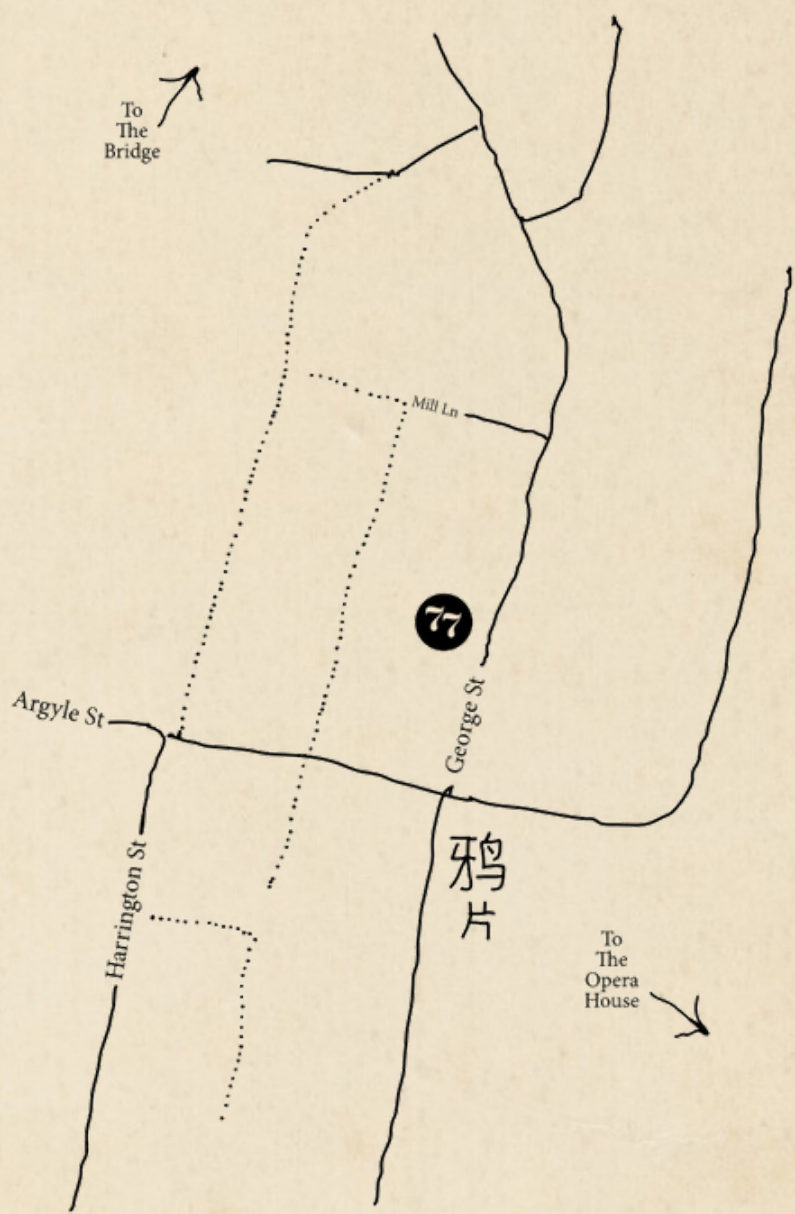 To
The
Bridge
Mill Ln
77
George St
Argyle St
Harrington St
鸦
片
To
The
Opera
House